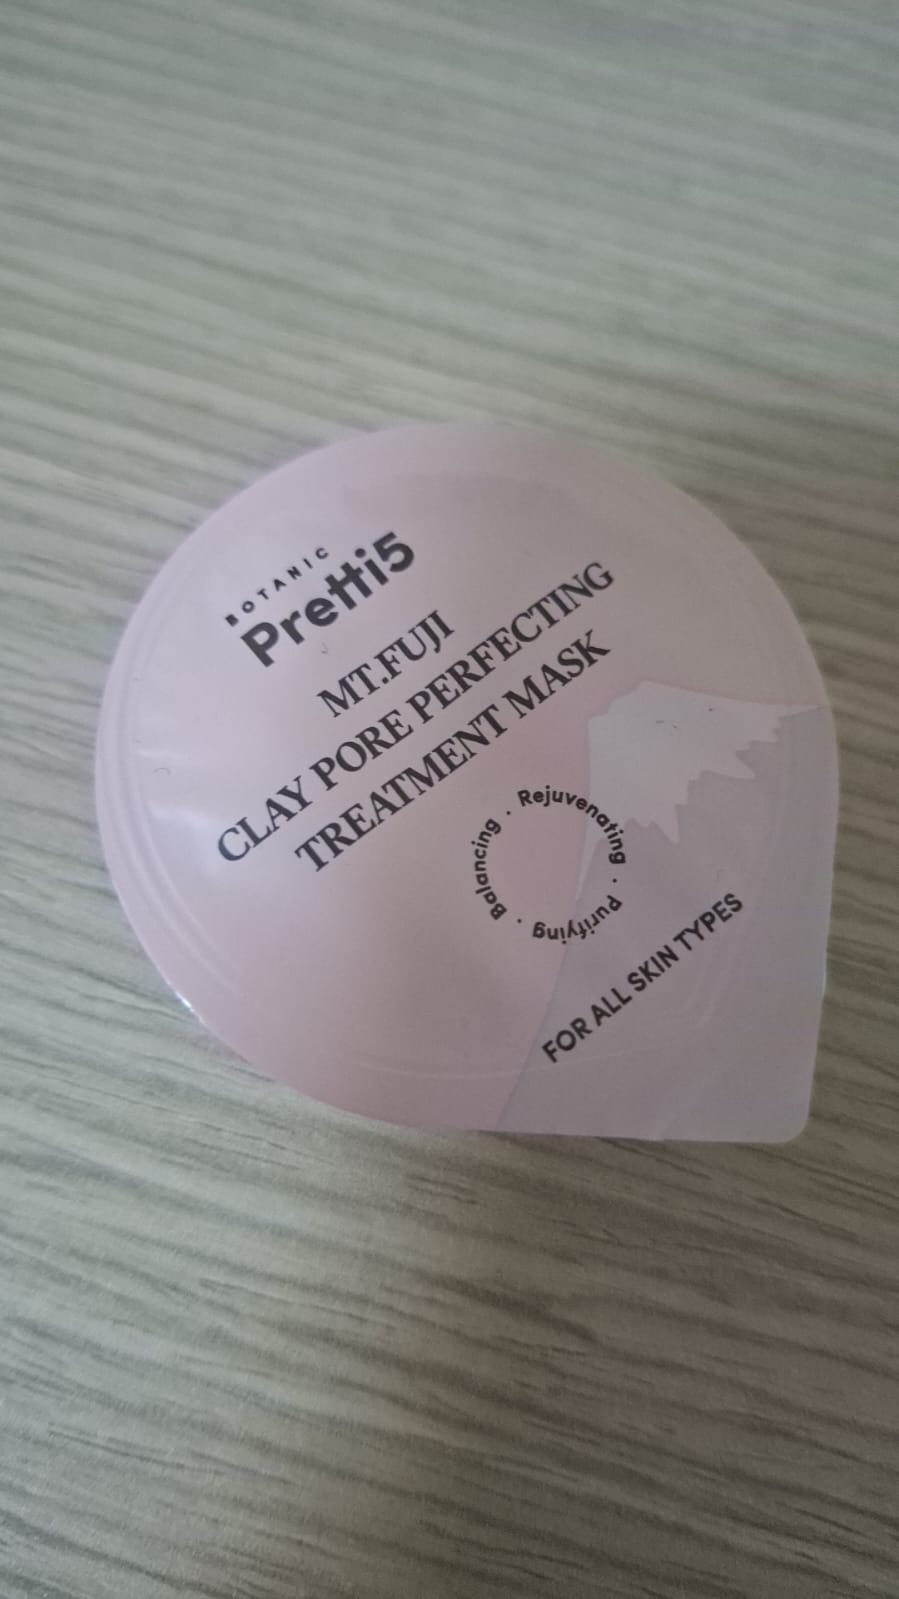 BOTANIC
Pretti5
MT.FUJI
CLAY PORE PERFECTING
TREATMENT MASK
Balancing · Rejuvenating · Purifying ·
FOR ALL SKIN TYPES